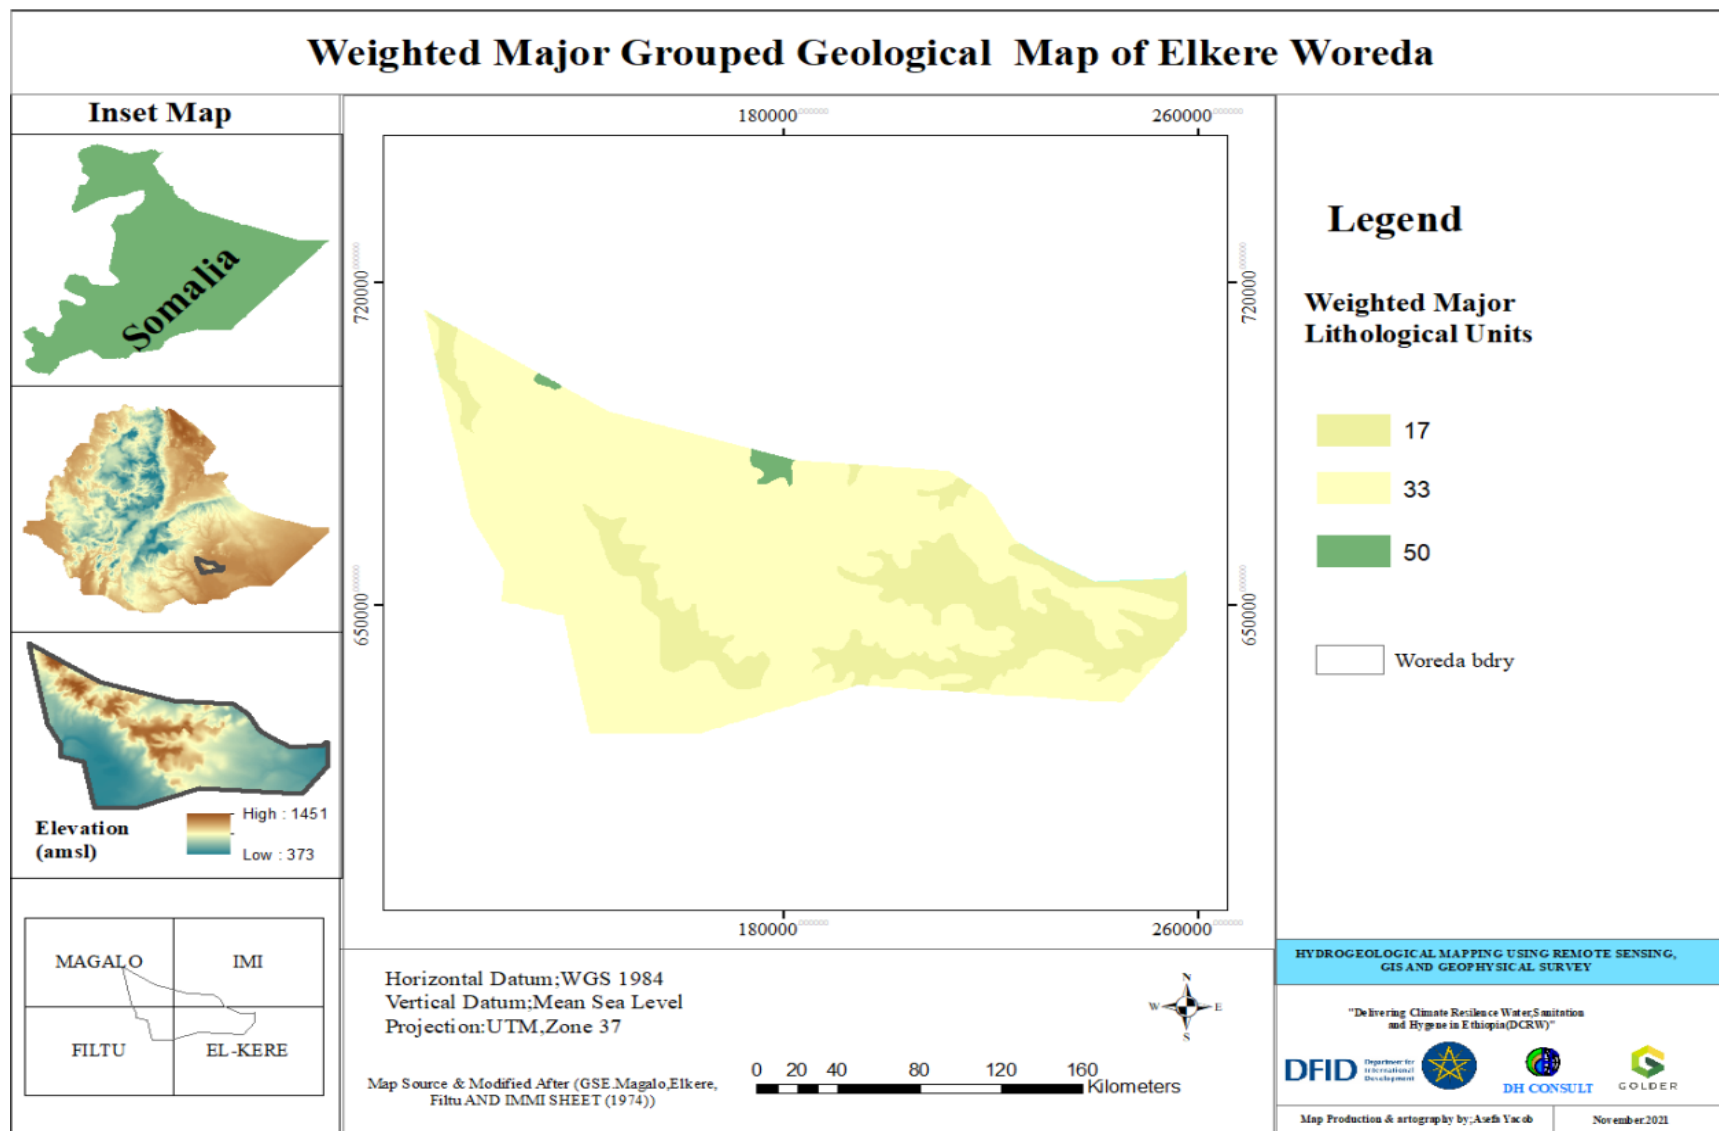 Weighted Major Grouped Geological Map of Elkere Woreda
Inset Map
Somalia
Elevation
(amsl)
High : 1451
Low : 373
MAGALO
IMI
FILTU
EL-KERE
180000
260000
720000
720000
650000
650000
180000
260000
Horizontal Datum;WGS 1984
Vertical Datum;Mean Sea Level
Projection:UTM,Zone 37
Map Source & Modified After (GSE.Magalo,Elkere,
Filtu AND IMMI SHEET (1974))
N
W
E
S
0 20 40 80 120 160
Kilometers
Legend
Weighted Major
Lithological Units
17
33
50
Woreda bdry
HYDROGEOLOGICAL MAPPING USING REMOTE SENSING,
GIS AND GEOPHYSICAL SURVEY
"Delivering Climate Resilence Water,Sanitation
and Hygene in Ethiopia(DCRW)"
DFID
Department for
International
Development
DH CONSULT
GOLDER
Map Production & artography by;Asefa Yacob
November.2021